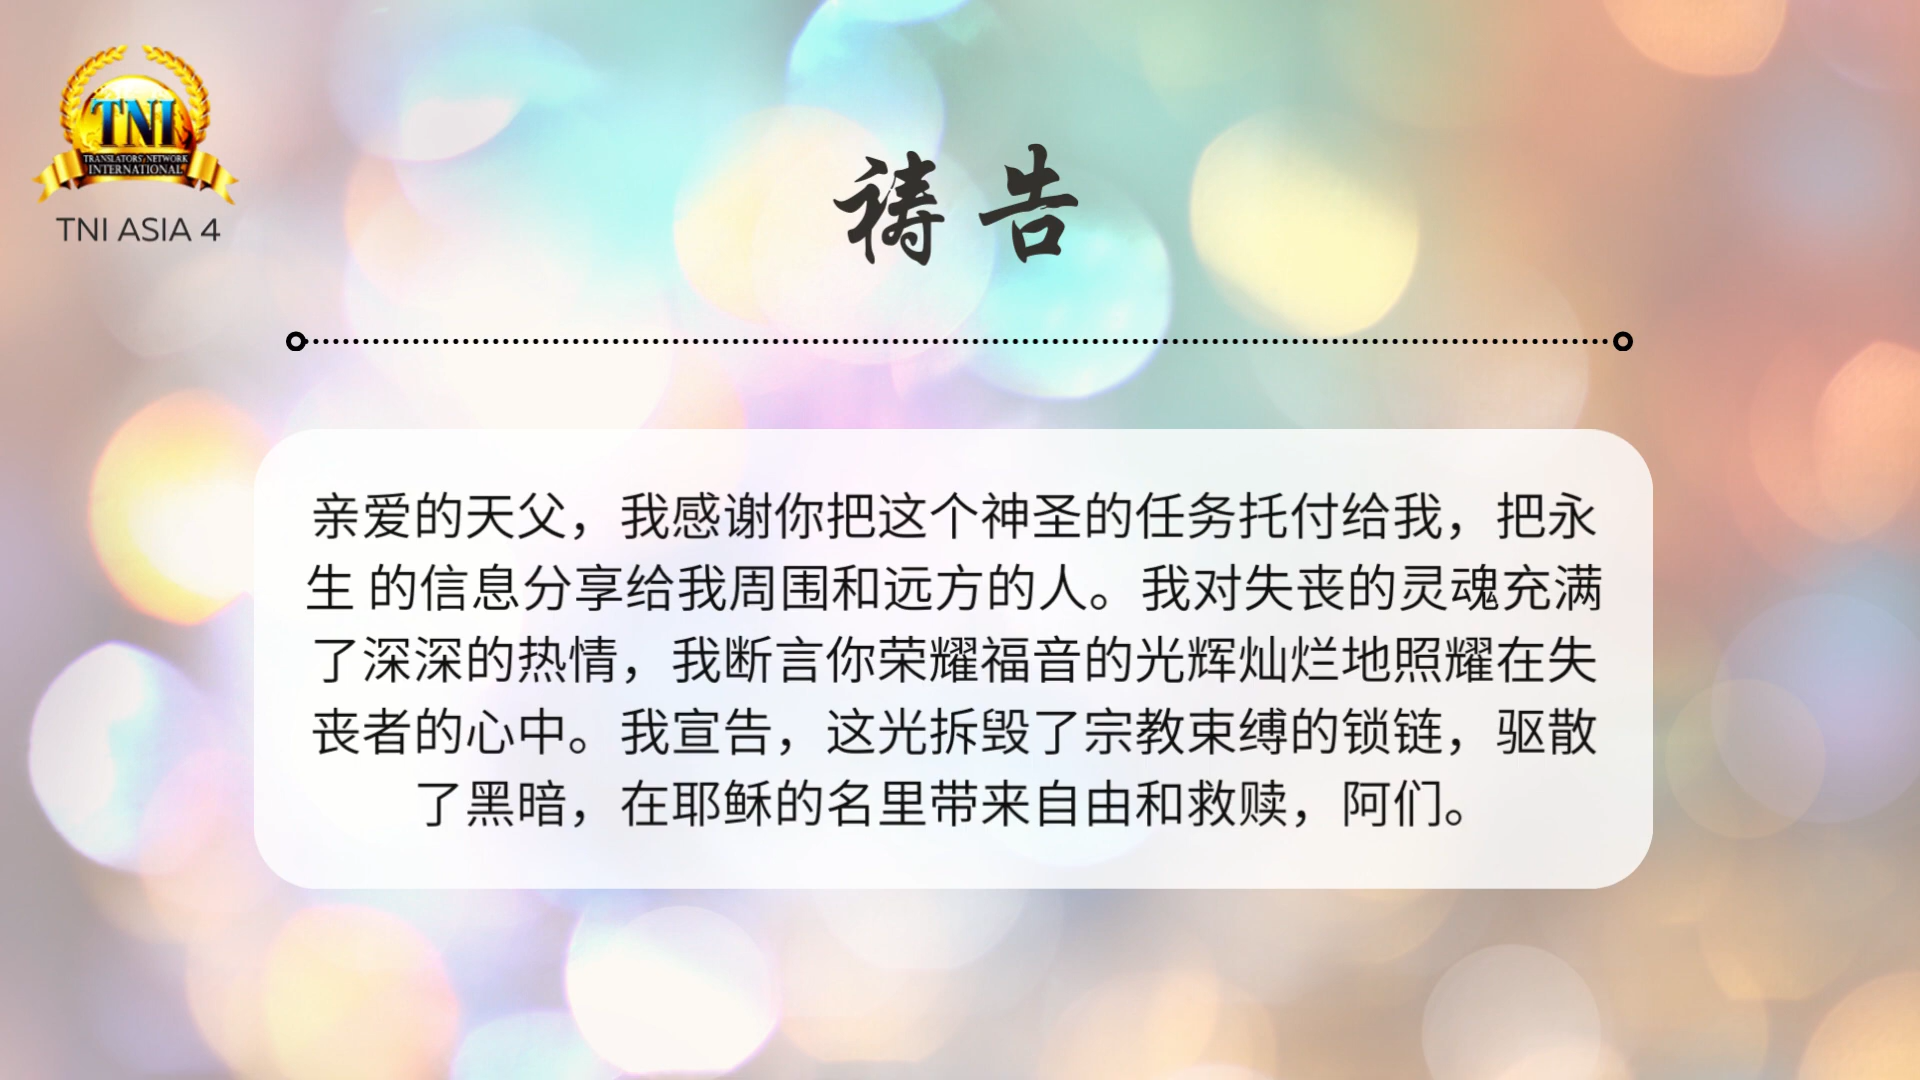 TNI
TRANSLATORS' NETWORK
INTERNATIONAL
TNI ASIA 4
祷告
亲爱的天父，我感谢你把这个神圣的任务托付给我，把永
生 的信息分享给我周围和远方的人。我对失丧的灵魂充满
了深深的热情，我断言你荣耀福音的光辉灿烂地照耀在失
丧者的心中。我宣告，这光拆毁了宗教束缚的锁链，驱散
了黑暗，在耶稣的名里带来自由和救赎，阿们。